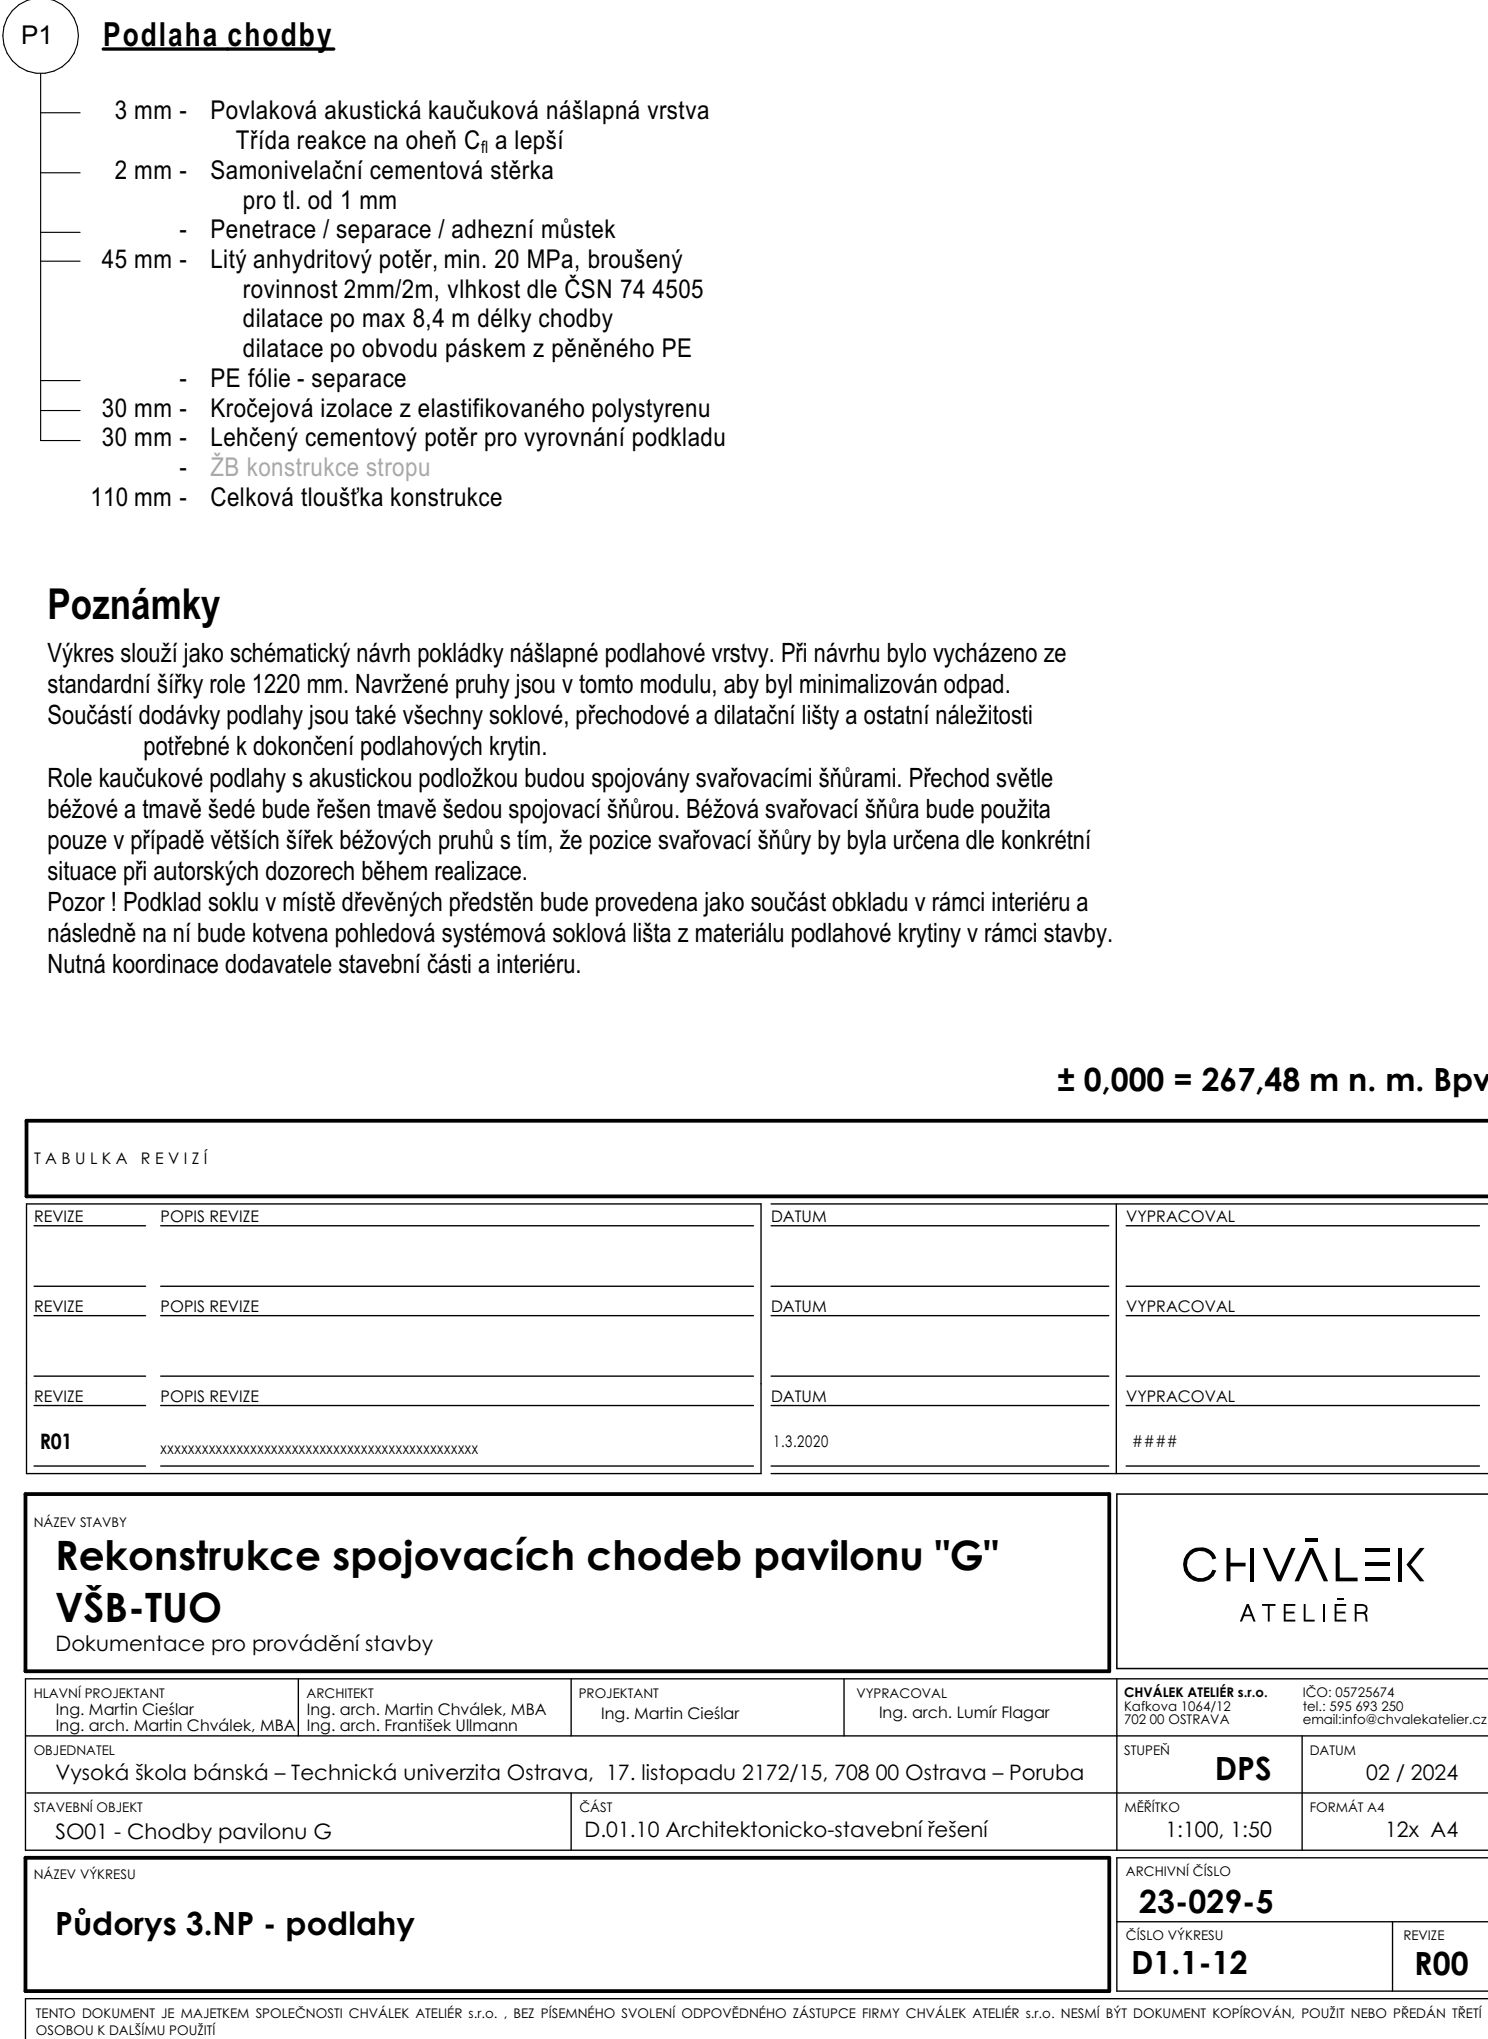 P1 Podlaha chodby
3 mm - Povlaková akustická kaučuková nášlapná vrstva
Třída reakce na oheň Cfl a lepší
2 mm - Samonivelační cementová stěrka
pro tl. od 1 mm
- Penetrace / separace / adhezní můstek
45 mm - Litý anhydritový potěr, min. 20 MPa, broušený
rovinnost 2mm/2m, vlhkost dle ČSN 74 4505
dilatace po max 8,4 m délky chodby
dilatace po obvodu páskem z pěněného PE
- PE fólie - separace
30 mm - Kročejová izolace z elastifikovaného polystyrenu
30 mm - Lehčený cementový potěr pro vyrovnání podkladu
- ŽB konstrukce stropu
110 mm - Celková tloušťka konstrukce
Poznámky
Výkres slouží jako schématický návrh pokládky nášlapné podlahové vrstvy. Při návrhu bylo vycházeno ze
standardní šířky role 1220 mm. Navržené pruhy jsou v tomto modulu, aby byl minimalizován odpad.
Součástí dodávky podlahy jsou také všechny soklové, přechodové a dilatační lišty a ostatní náležitosti
potřebné k dokončení podlahových krytin.
Role kaučukové podlahy s akustickou podložkou budou spojovány svařovacími šňůrami. Přechod světle
béžové a tmavě šedé bude řešen tmavě šedou spojovací šňůrou. Béžová svařovací šňůra bude použita
pouze v případě větších šířek béžových pruhů s tím, že pozice svařovací šňůry by byla určena dle konkrétní
situace při autorských dozorech během realizace.
Pozor ! Podklad soklu v místě dřevěných předstěn bude provedena jako součást obkladu v rámci interiéru a
následně na ní bude kotvena pohledová systémová soklová lišta z materiálu podlahové krytiny v rámci stavby.
Nutná koordinace dodavatele stavební části a interiéru.
± 0,000 = 267,48 m n. m. Bpv
TABULKA REVIZÍ
REVIZE POPIS REVIZE DATUM VYPRACOVAL
REVIZE POPIS REVIZE DATUM VYPRACOVAL
REVIZE POPIS REVIZE DATUM VYPRACOVAL
R01 xxxxxxxxxxxxxxxxxxxxxxxxxxxxxxxxxxxxxxxxxxxxxx 1.3.2020 ####
NÁZEV STAVBY
Rekonstrukce spojovacích chodeb pavilonu "G"
VŠB-TUO
Dokumentace pro provádění stavby
CHVĀLEK
ATELIĒR
HLAVNÍ PROJEKTANT ARCHITEKT PROJEKTANT VYPRACOVAL CHVÁLEK ATELIÉR s.r.o. IČO: 05725674
Ing. Martin Cieślar Ing. arch. Martin Chválek, MBA Ing. Martin Cieślar Ing. arch. Lumír Flagar Kafkova 1064/12 tel.: 595 693 250
Ing. arch. Martin Chválek, MBA Ing. arch. František Ullmann 702 00 OSTRAVA email:info@chvalekatelier.cz
OBJEDNATEL STUPEŇ DATUM
Vysoká škola bánská – Technická univerzita Ostrava, 17. listopadu 2172/15, 708 00 Ostrava – Poruba DPS 02 / 2024
STAVEBNÍ OBJEKT ČÁST MĚŘÍTKO FORMÁT A4
SO01 - Chodby pavilonu G D.01.10 Architektonicko-stavební řešení 1:100, 1:50 12x A4
NÁZEV VÝKRESU ARCHIVNÍ ČÍSLO
23-029-5
Půdorys 3.NP - podlahy
ČÍSLO VÝKRESU REVIZE
D1.1-12 R00
TENTO DOKUMENT JE MAJETKEM SPOLEČNOSTI CHVÁLEK ATELIÉR s.r.o. , BEZ PÍSEMNÉHO SVOLENÍ ODPOVĚDNÉHO ZÁSTUPCE FIRMY CHVÁLEK ATELIÉR s.r.o. NESMÍ BÝT DOKUMENT KOPÍROVÁN, POUŽIT NEBO PŘEDÁN TŘETÍ
OSOBOU K DALŠÍMU POUŽITÍ